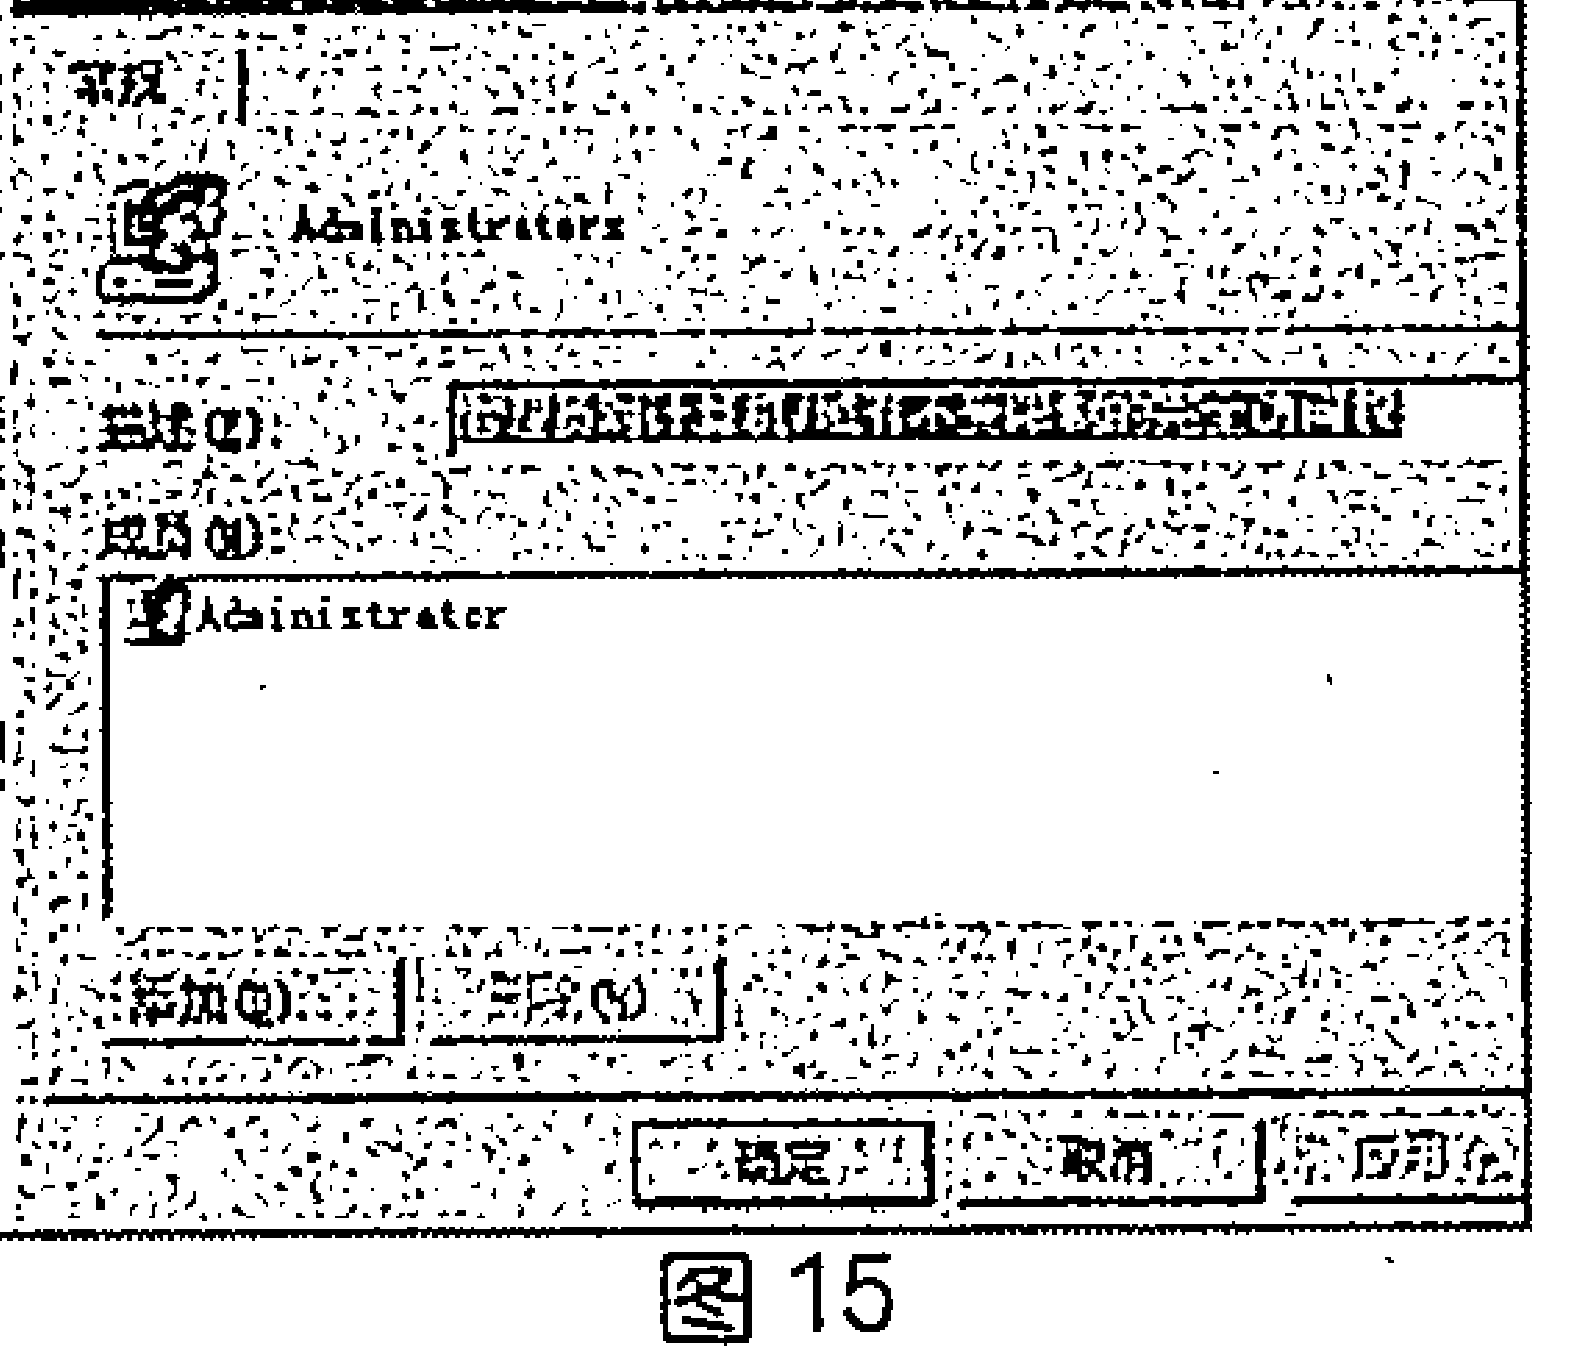 常规
Administrators
描述(E):
成员(M):
Administrator
添加(D)...
删除(R)
确定
取消
应用(A)
图 15